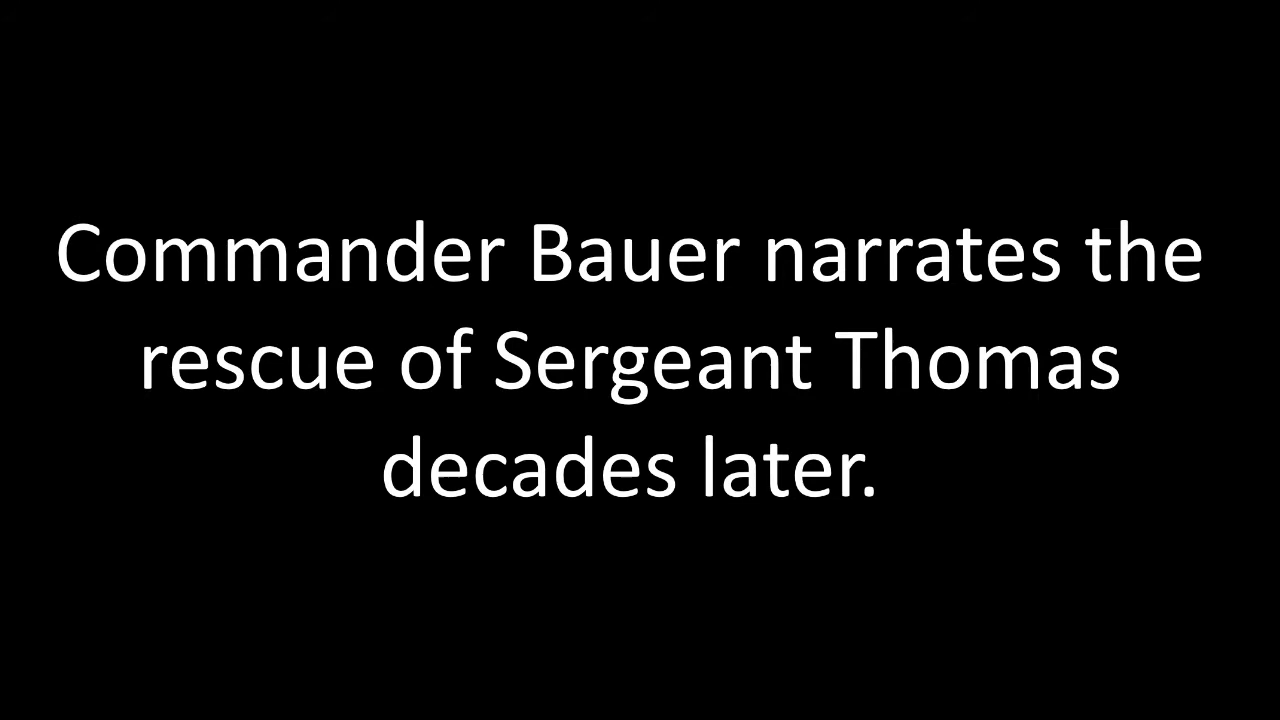 Commander Bauer narrates the
rescue of Sergeant Thomas
decades later.